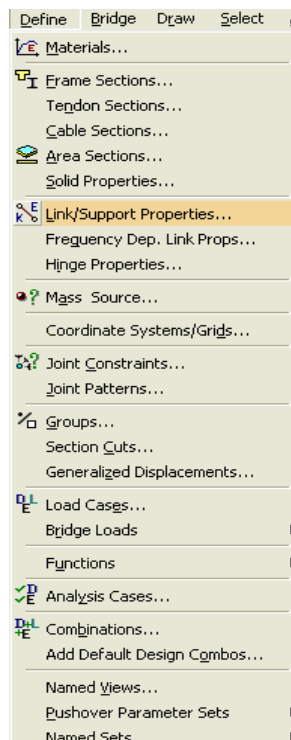 Define Bridge Draw Select
Materials...
Frame Sections...
Tendon Sections...
Cable Sections...
Area Sections...
Solid Properties...
Link/Support Properties...
Frequency Dep. Link Props...
Hinge Properties...
Mass Source...
Coordinate Systems/Grids...
Joint Constraints...
Joint Patterns...
Groups...
Section Cuts...
Generalized Displacements...
Load Cases...
Bridge Loads
Functions
Analysis Cases...
Combinations...
Add Default Design Combos...
Named Views...
Pushover Parameter Sets
Named Sets